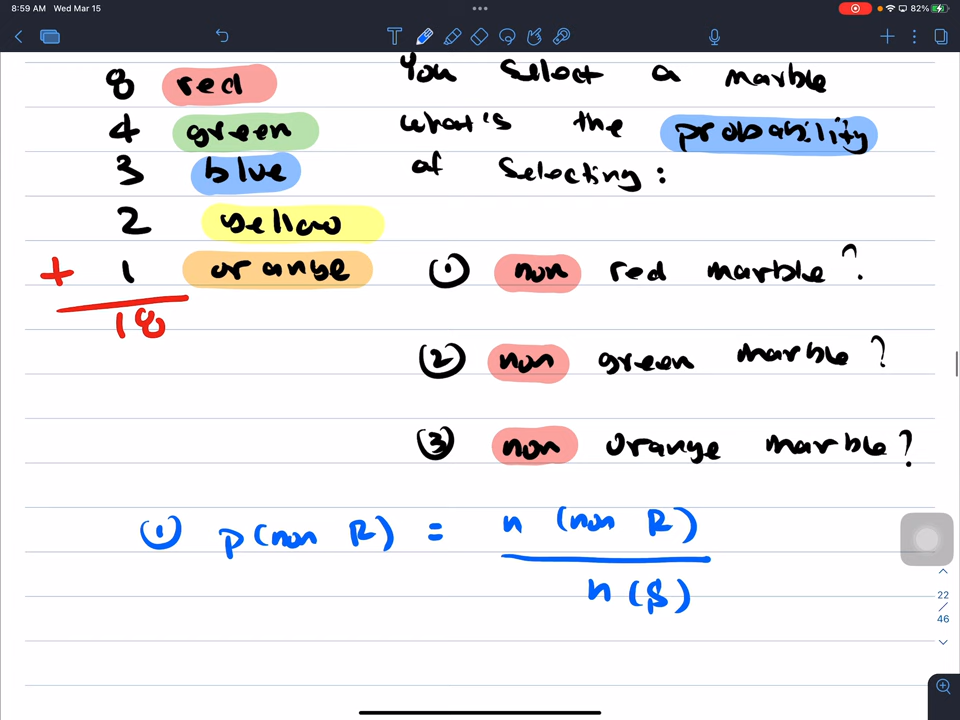 8:59 AM Wed Mar 15
82%
T
8 red
4 green
3 blue
2 yellow
+ 1 orange
18
You select a marble
what's the probability
of selecting:
① non red marble?
② non green marble?
③ non orange marble?
① P(non R) = n (non R)
n (S)
22
/
46